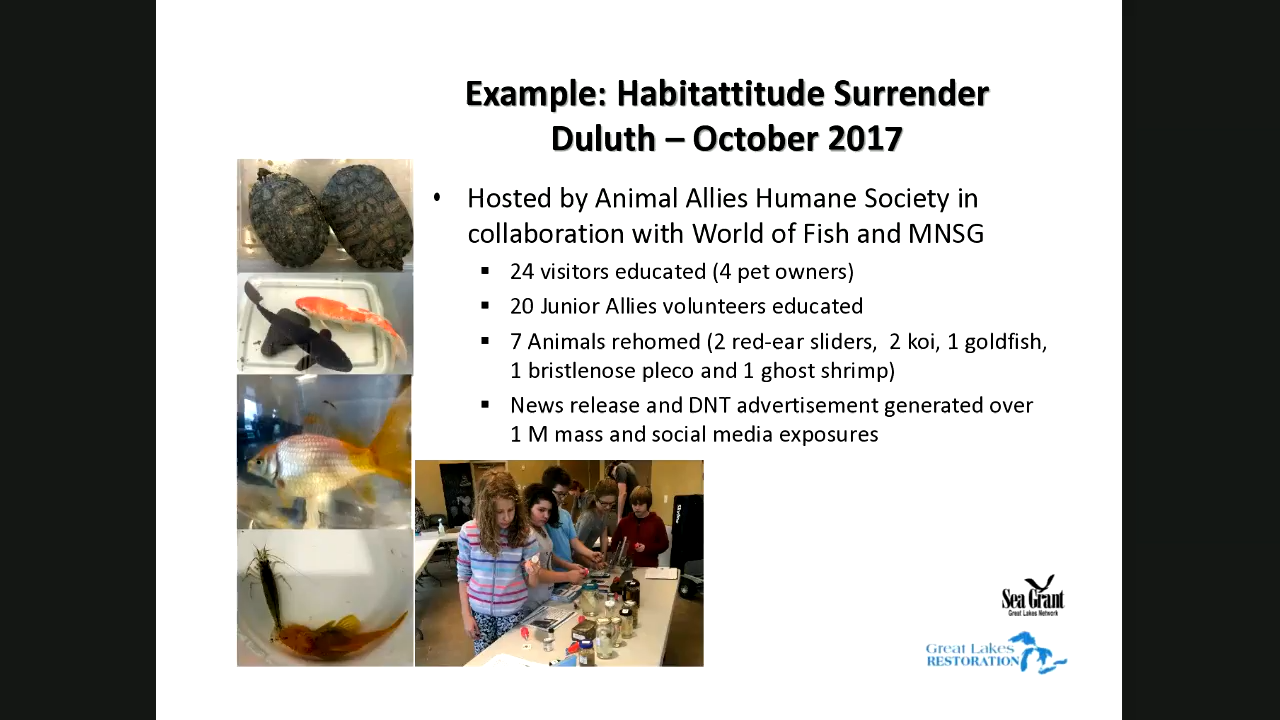 Example: Habitattitude Surrender
Duluth – October 2017
• Hosted by Animal Allies Humane Society in
collaboration with World of Fish and MNSG
▪ 24 visitors educated (4 pet owners)
▪ 20 Junior Allies volunteers educated
▪ 7 Animals rehomed (2 red-ear sliders,  2 koi, 1 goldfish,
1 bristlenose pleco and 1 ghost shrimp)
▪ News release and DNT advertisement generated over
1 M mass and social media exposures
Sea Grant
Great Lakes Network
Great Lakes
RESTORATION